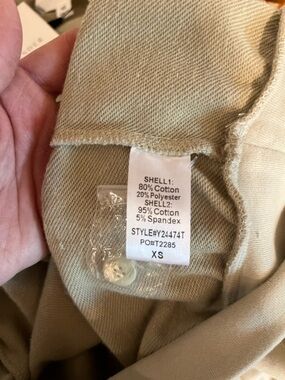 SHELL1:
80% Cotton
20% Polyester
SHELL2:
95% Cotton
5% Spandex
STYLE#Y24474T
PO#T2285
XS